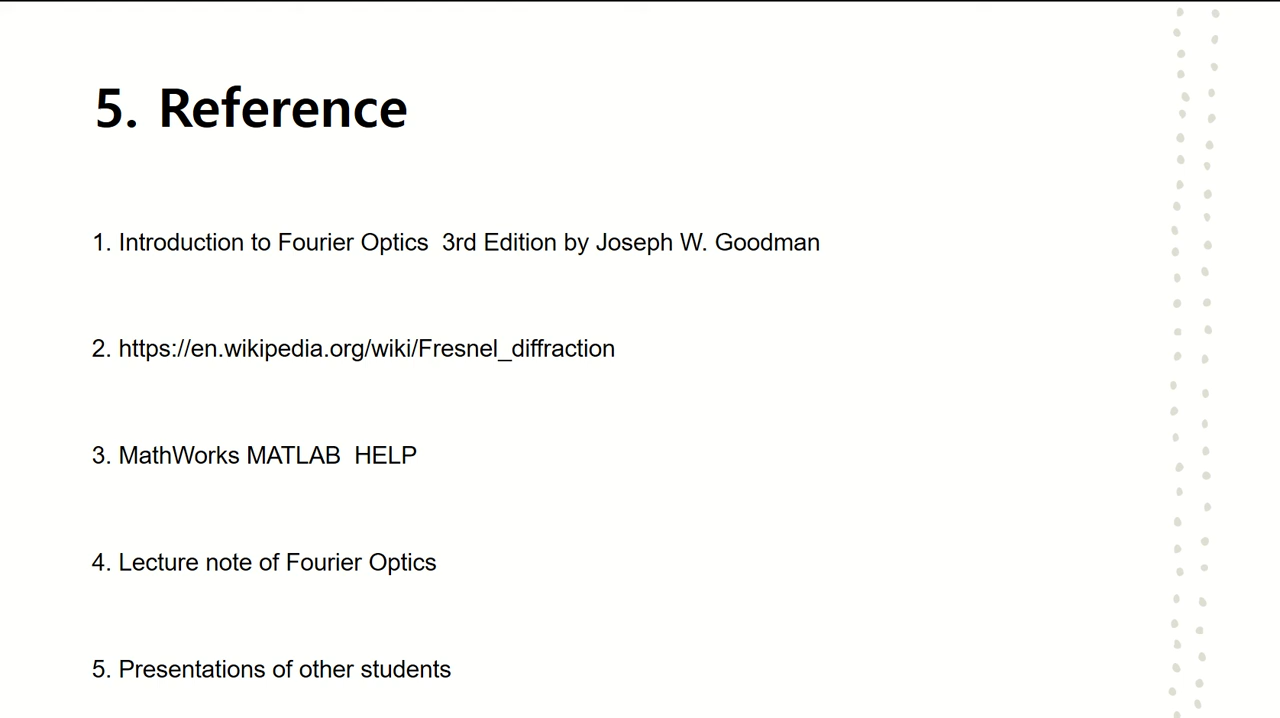 5. Reference
1. Introduction to Fourier Optics  3rd Edition by Joseph W. Goodman
2. https://en.wikipedia.org/wiki/Fresnel_diffraction
3. MathWorks MATLAB  HELP
4. Lecture note of Fourier Optics
5. Presentations of other students